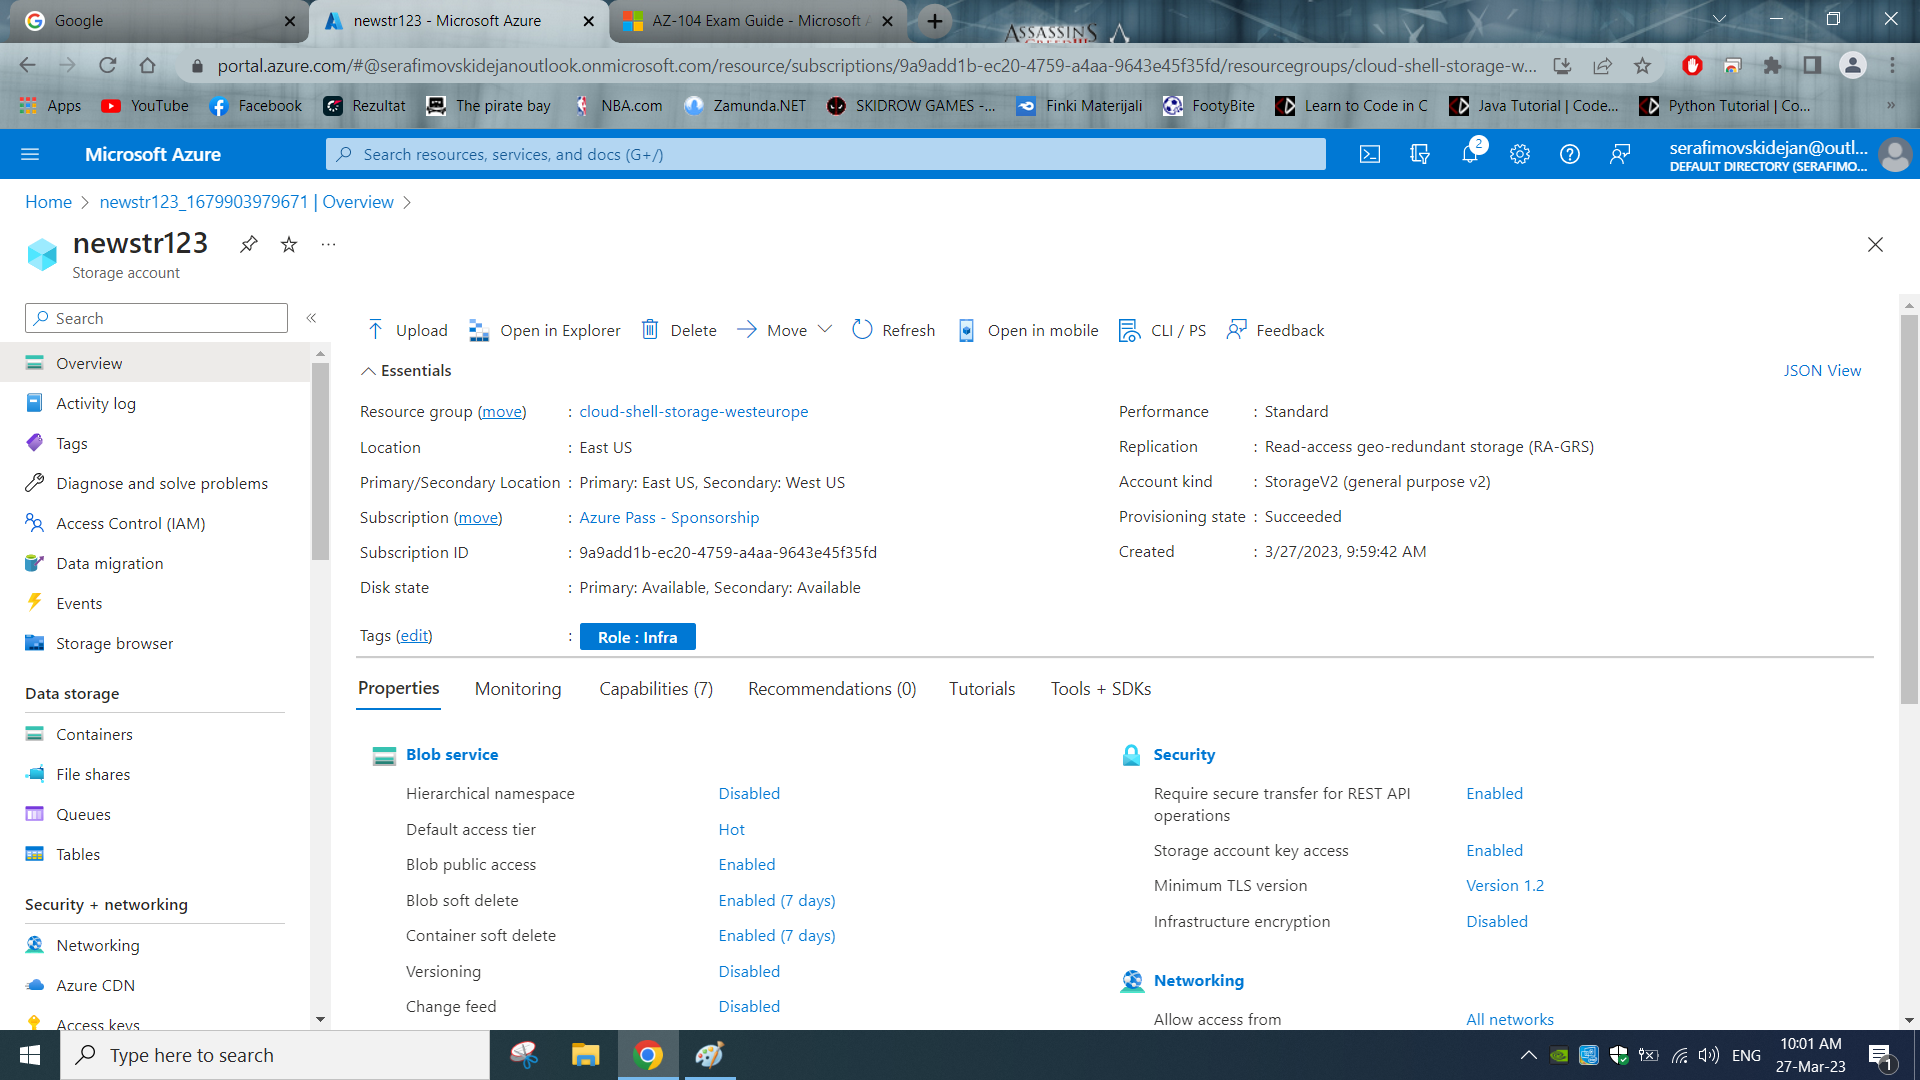 Google
newstr123 - Microsoft Azure
AZ-104 Exam Guide - Microsoft A
ASSASSINS
CREED III
portal.azure.com/#@serafimovskidejanoutlook.onmicrosoft.com/resource/subscriptions/9a9add1b-ec20-4759-a4aa-9643e45f35fd/resourcegroups/cloud-shell-storage-w...
Apps YouTube Facebook Rezultat The pirate bay NBA.com Zamunda.NET SKIDROW GAMES -... Finki Materijali FootyBite Learn to Code in C Java Tutorial | Code... Python Tutorial | Co... »
Microsoft Azure
Search resources, services, and docs (G+/)
2
serafimovskidejan@outl...
DEFAULT DIRECTORY (SERAFIMO...
Home > newstr123_1679903979671 | Overview >
newstr123
Storage account
Search
«
Overview
Activity log
Tags
Diagnose and solve problems
Access Control (IAM)
Data migration
Events
Storage browser
Data storage
Containers
File shares
Queues
Tables
Security + networking
Networking
Azure CDN
Access keys
Upload Open in Explorer Delete Move Refresh Open in mobile CLI / PS Feedback
Essentials
JSON View
Resource group (move) : cloud-shell-storage-westeurope
Location : East US
Primary/Secondary Location : Primary: East US, Secondary: West US
Subscription (move) : Azure Pass - Sponsorship
Subscription ID : 9a9add1b-ec20-4759-a4aa-9643e45f35fd
Disk state : Primary: Available, Secondary: Available
Tags (edit) : Role : Infra
Performance : Standard
Replication : Read-access geo-redundant storage (RA-GRS)
Account kind : StorageV2 (general purpose v2)
Provisioning state : Succeeded
Created : 3/27/2023, 9:59:42 AM
Properties Monitoring Capabilities (7) Recommendations (0) Tutorials Tools + SDKs
Blob service
Hierarchical namespace Disabled
Default access tier Hot
Blob public access Enabled
Blob soft delete Enabled (7 days)
Container soft delete Enabled (7 days)
Versioning Disabled
Change feed Disabled
Security
Require secure transfer for REST API Enabled
operations
Storage account key access Enabled
Minimum TLS version Version 1.2
Infrastructure encryption Disabled
Networking
Allow access from All networks
Type here to search
ENG
10:01 AM
27-Mar-23
1